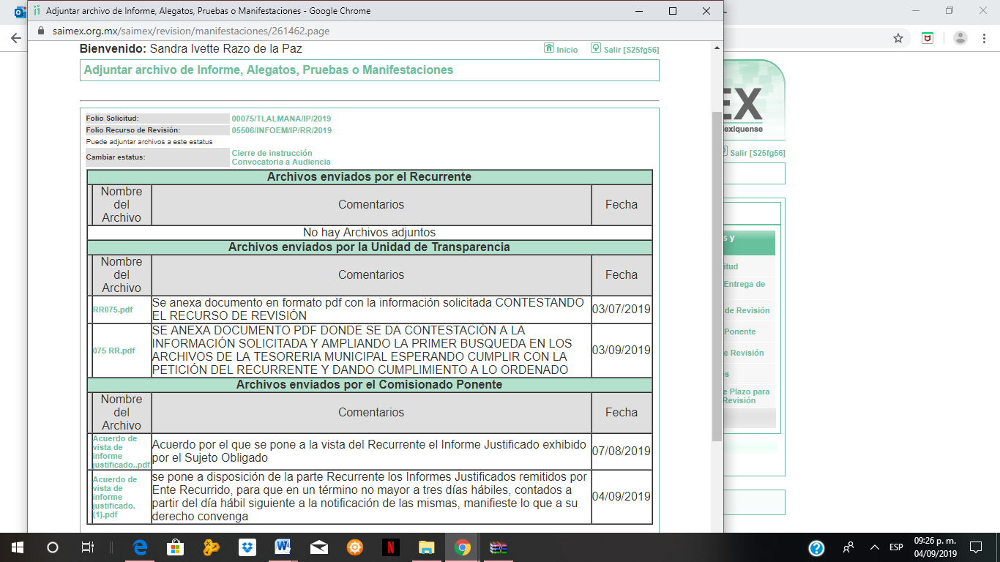 Adjuntar archivo de Informe, Alegatos, Pruebas o Manifestaciones - Google Chrome
saimex.org.mx/saimex/revision/manifestaciones/261462.page
Bienvenido: Sandra Ivette Razo de la Paz
Inicio
Salir [S25fg56]
Adjuntar archivo de Informe, Alegatos, Pruebas o Manifestaciones
Folio Solicitud: 00075/TLALMANA/IP/2019
Folio Recurso de Revisión: 05506/INFOEM/IP/RR/2019
Puede adjuntar archivos a este estatus
Cambiar estatus:
Cierre de instrucción
Convocatoria a Audiencia
Archivos enviados por el Recurrente
Nombre
del
Archivo
Comentarios
Fecha
No hay Archivos adjuntos
Archivos enviados por la Unidad de Transparencia
Nombre
del
Archivo
Comentarios
Fecha
RR075.pdf
Se anexa documento en formato pdf con la información solicitada CONTESTANDO
EL RECURSO DE REVISIÓN
03/07/2019
075 RR.pdf
SE ANEXA DOCUMENTO PDF DONDE SE DA CONTESTACIÓN A LA
INFORMACIÓN SOLICITADA Y AMPLIANDO LA PRIMER BUSQUEDA EN LOS
ARCHIVOS DE LA TESORERIA MUNICIPAL ESPERANDO CUMPLIR CON LA
PETICIÓN DEL RECURRENTE Y DANDO CUMPLIMIENTO A LO ORDENADO
03/09/2019
Archivos enviados por el Comisionado Ponente
Nombre
del
Archivo
Comentarios
Fecha
Acuerdo de
vista de
informe
justificado..pdf
Acuerdo por el que se pone a la vista del Recurrente el Informe Justificado exhibido
por el Sujeto Obligado
07/08/2019
Acuerdo de
vista de
informe
justificado.
(1).pdf
se pone a disposición de la parte Recurrente los Informes Justificados remitidos por
Ente Recurrido, para que en un término no mayor a tres días hábiles, contados a
partir del día hábil siguiente a la notificación de las mismas, manifieste lo que a su
derecho convenga
04/09/2019
EX
exiquense
Salir [S25fg56]
s y
itud
Entrega de
de Revisión
Ponente
e Revisión
es
e Plazo para
Revisión
ESP
09:26 p. m.
04/09/2019